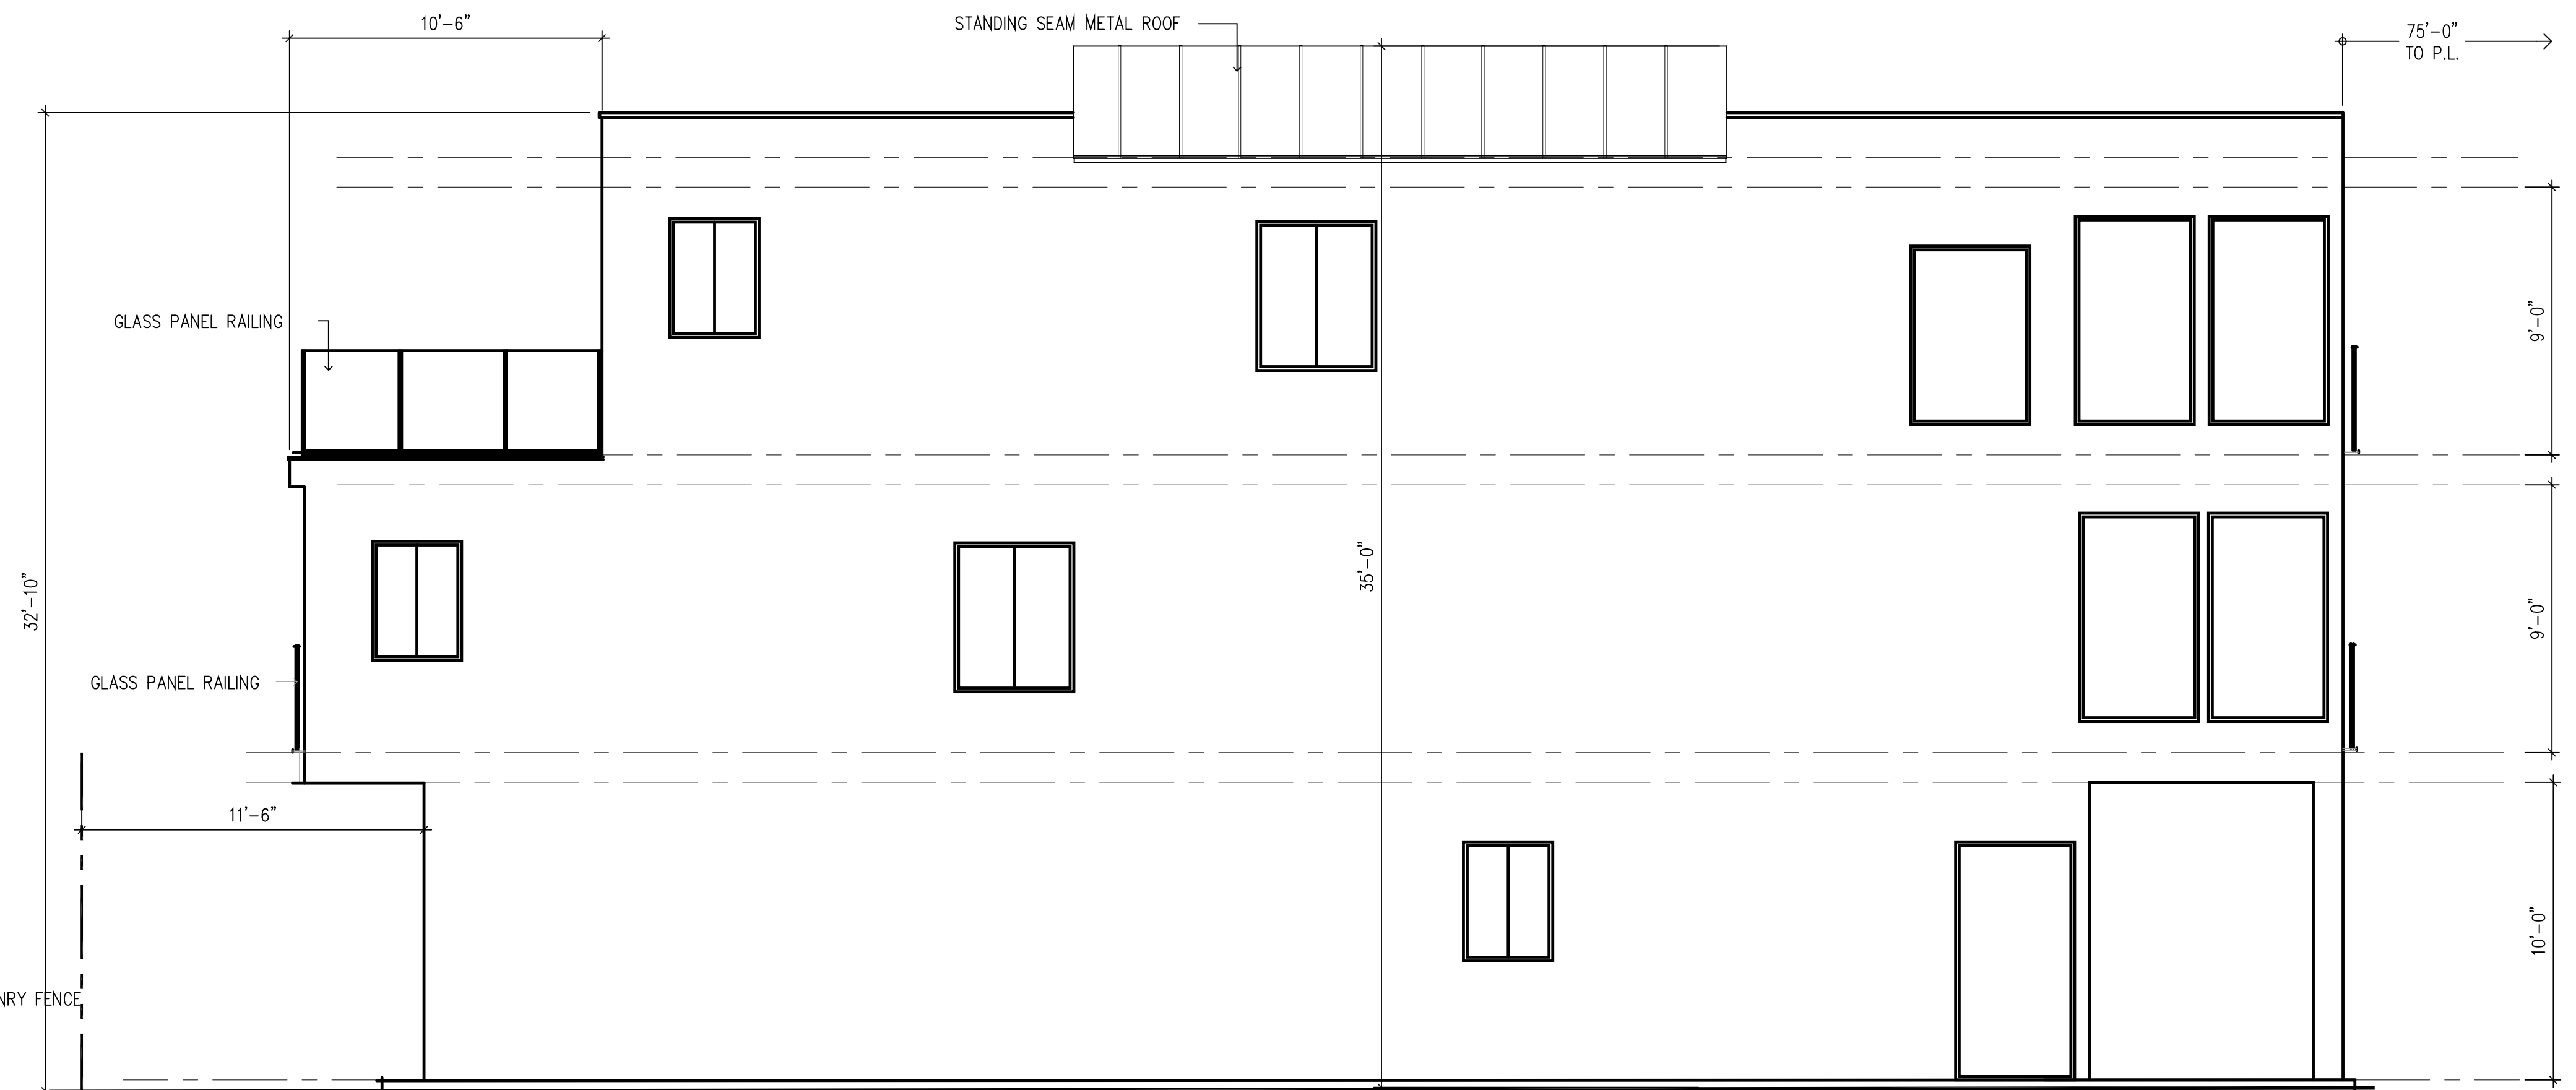 10'-6"
STANDING SEAM METAL ROOF
75'-0"
TO P.L.
GLASS PANEL RAILING
9'-0"
32'-10"
35'-0"
9'-0"
GLASS PANEL RAILING
11'-6"
10'-0"
NRY FENCE